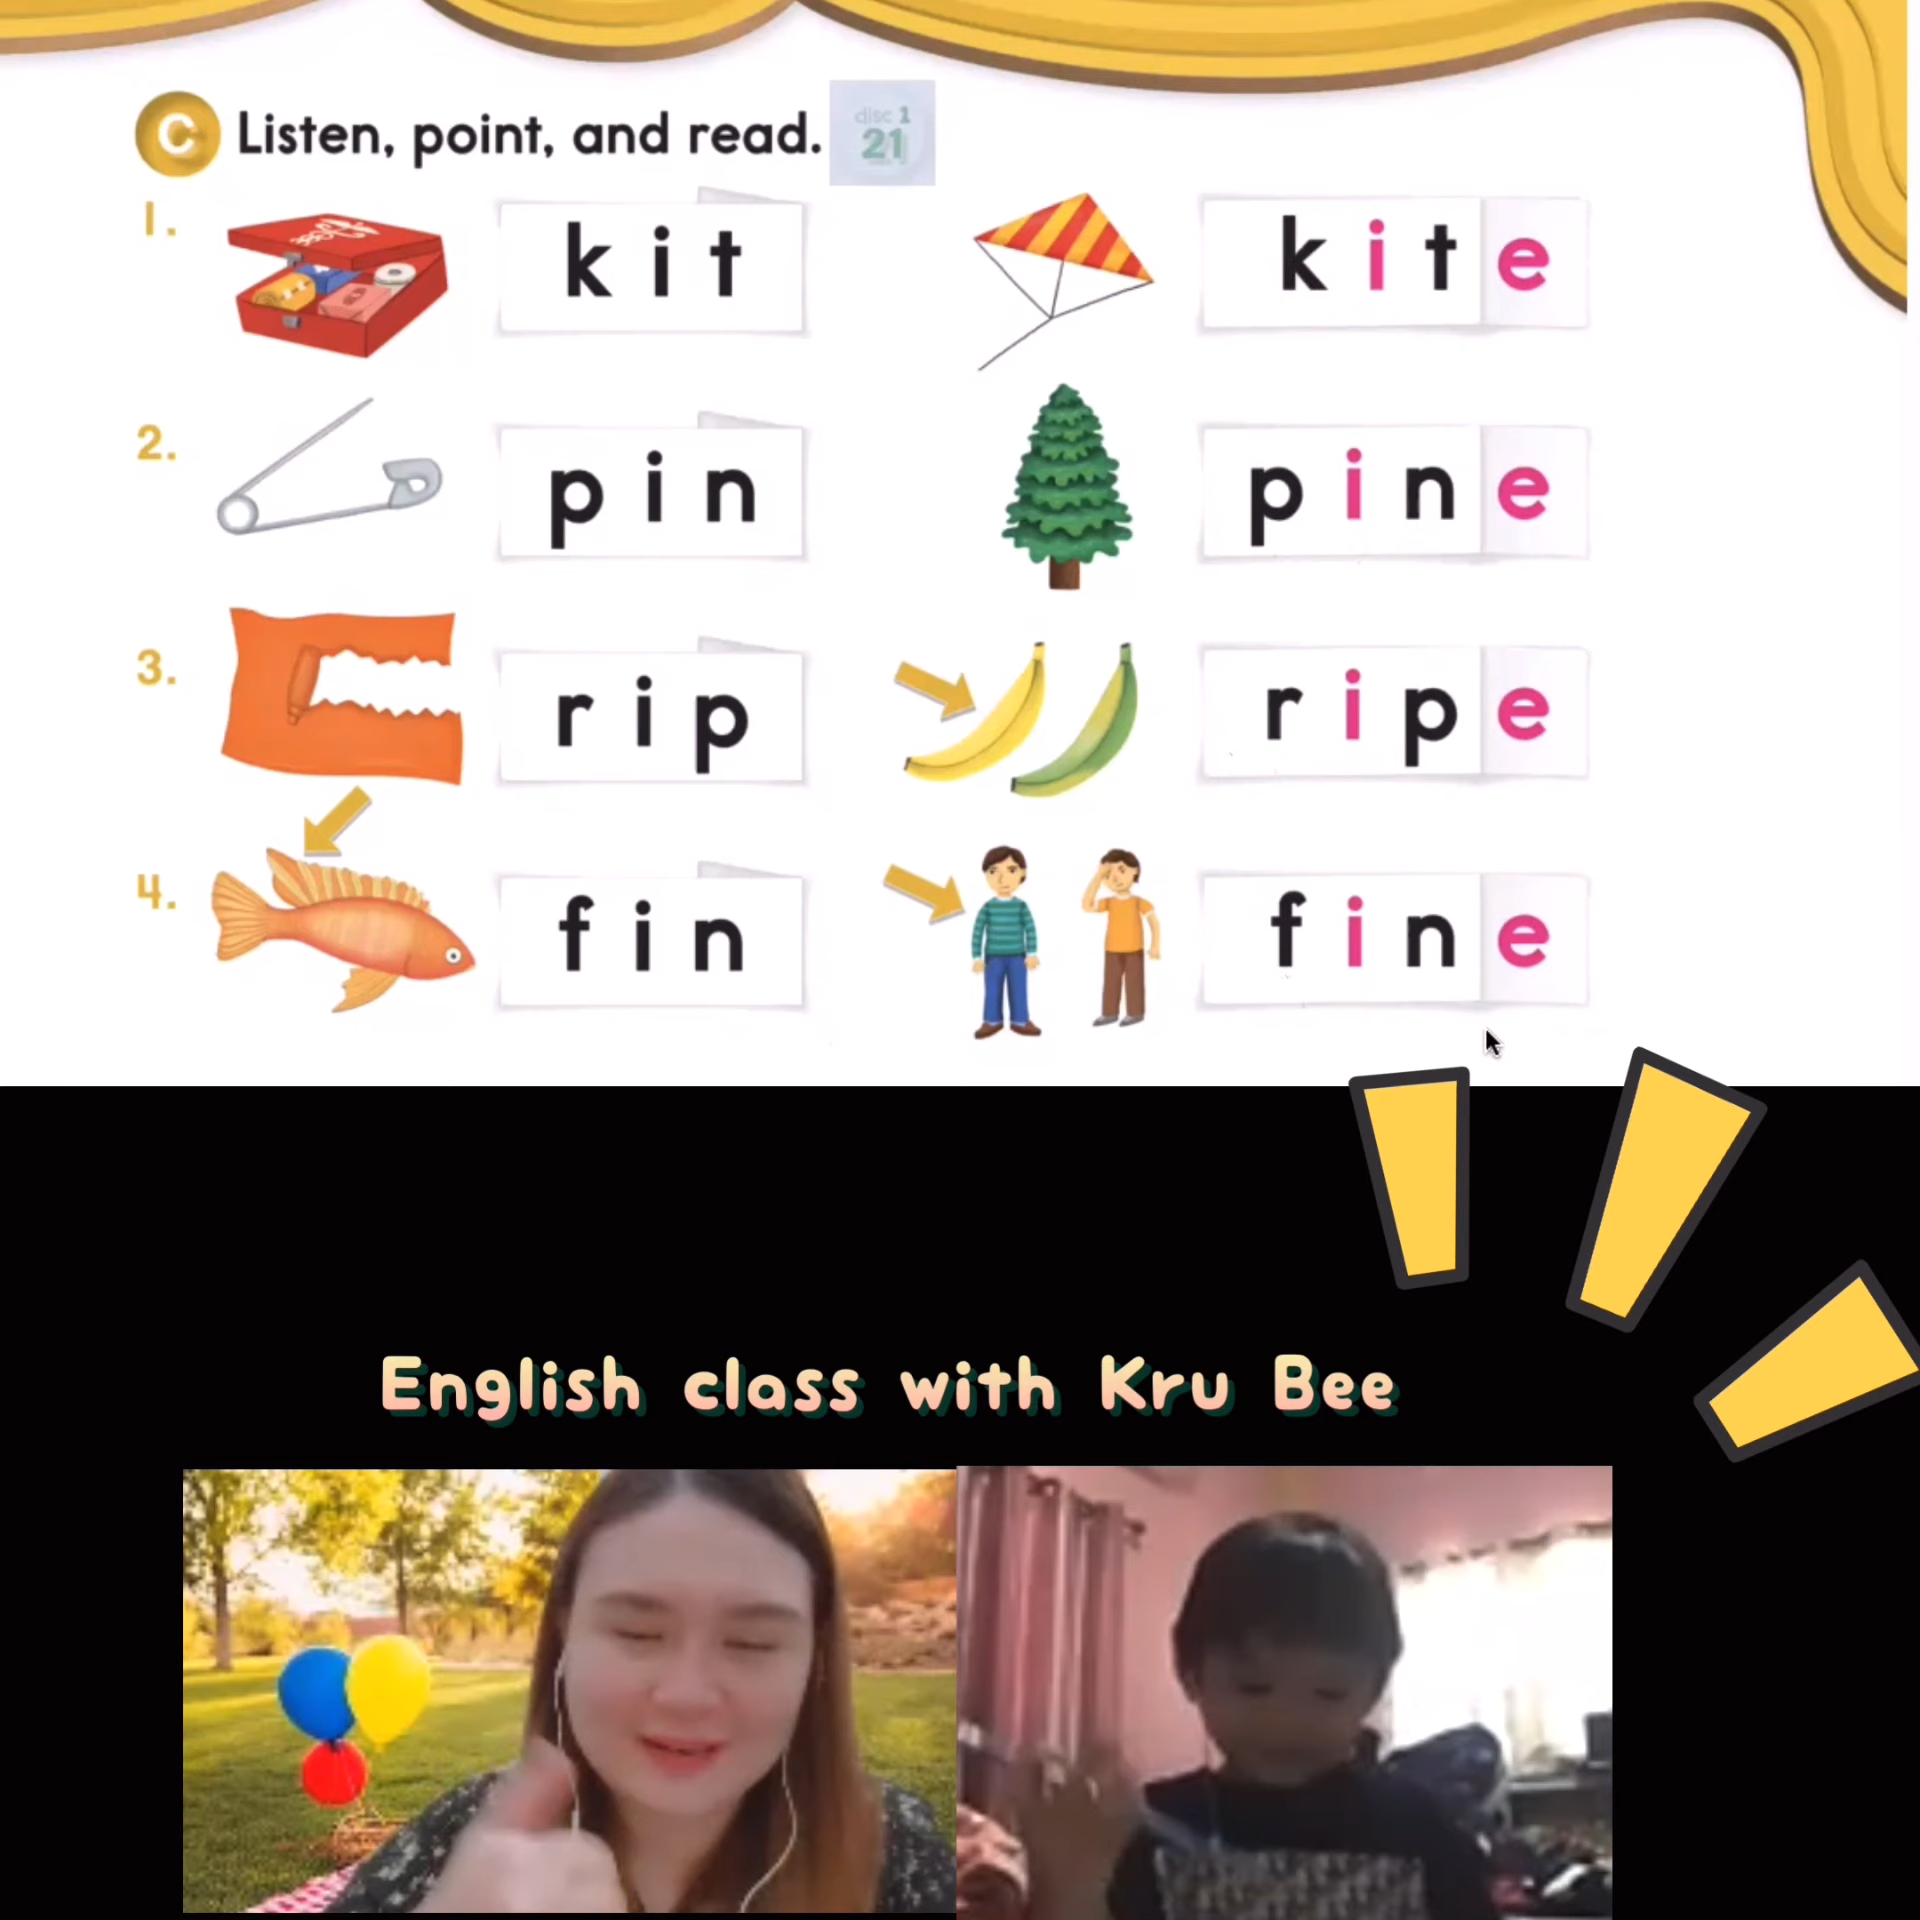 C Listen, point, and read. disc 1 21
1. kit kite
2. pin pine
3. rip ripe
4. fin fine
English class with Kru Bee